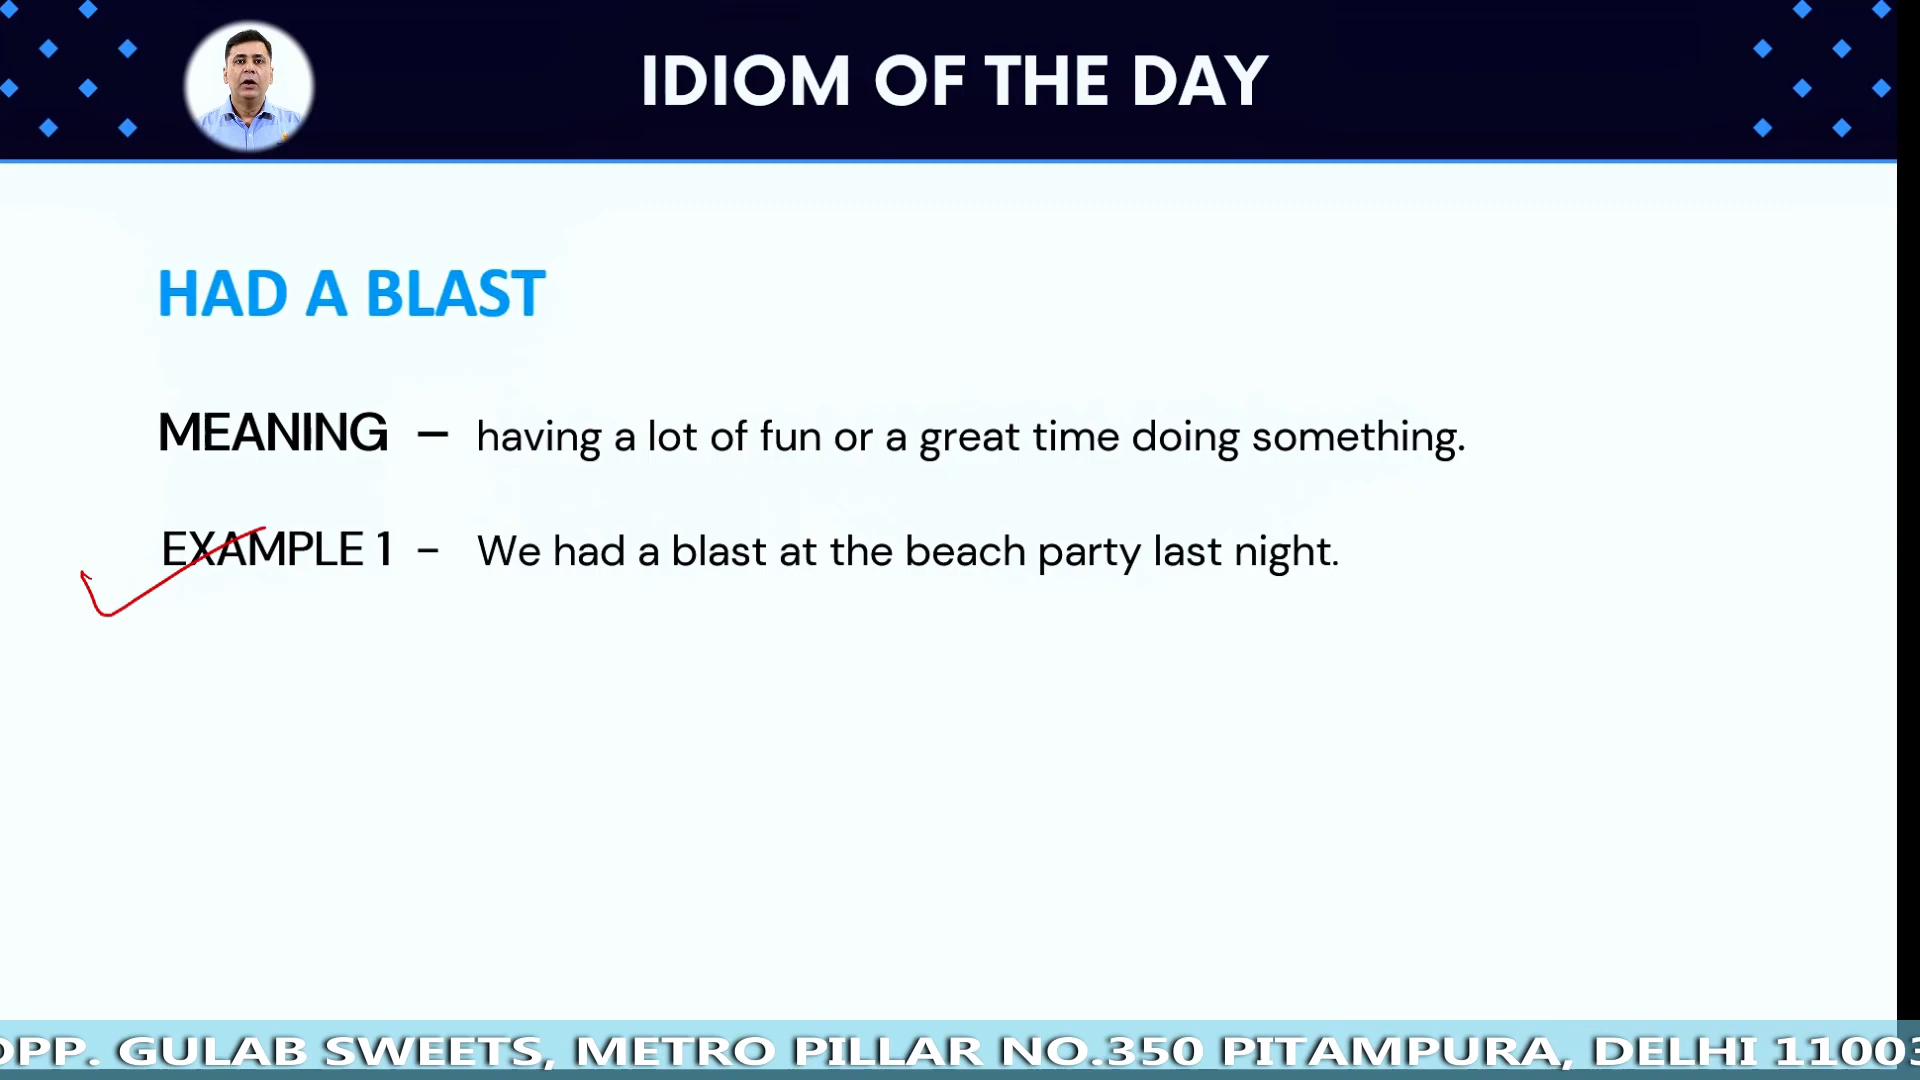 IDIOM OF THE DAY
HAD A BLAST
MEANING – having a lot of fun or a great time doing something.
EXAMPLE 1 - We had a blast at the beach party last night.
OPP. GULAB SWEETS, METRO PILLAR NO.350 PITAMPURA, DELHI 11003